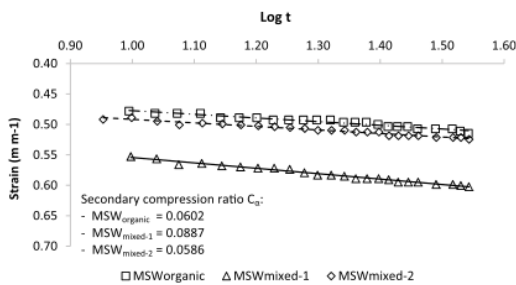 Log t
0.90 1.00 1.10 1.20 1.30 1.40 1.50 1.60
0.40
0.45
0.50
0.55
0.60
0.65
0.70
Strain (m m-1)
Secondary compression ratio Cα:
- MSWorganic = 0.0602
- MSWmixed-1 = 0.0887
- MSWmixed-2 = 0.0586
MSWorganic MSWmixed-1 MSWmixed-2